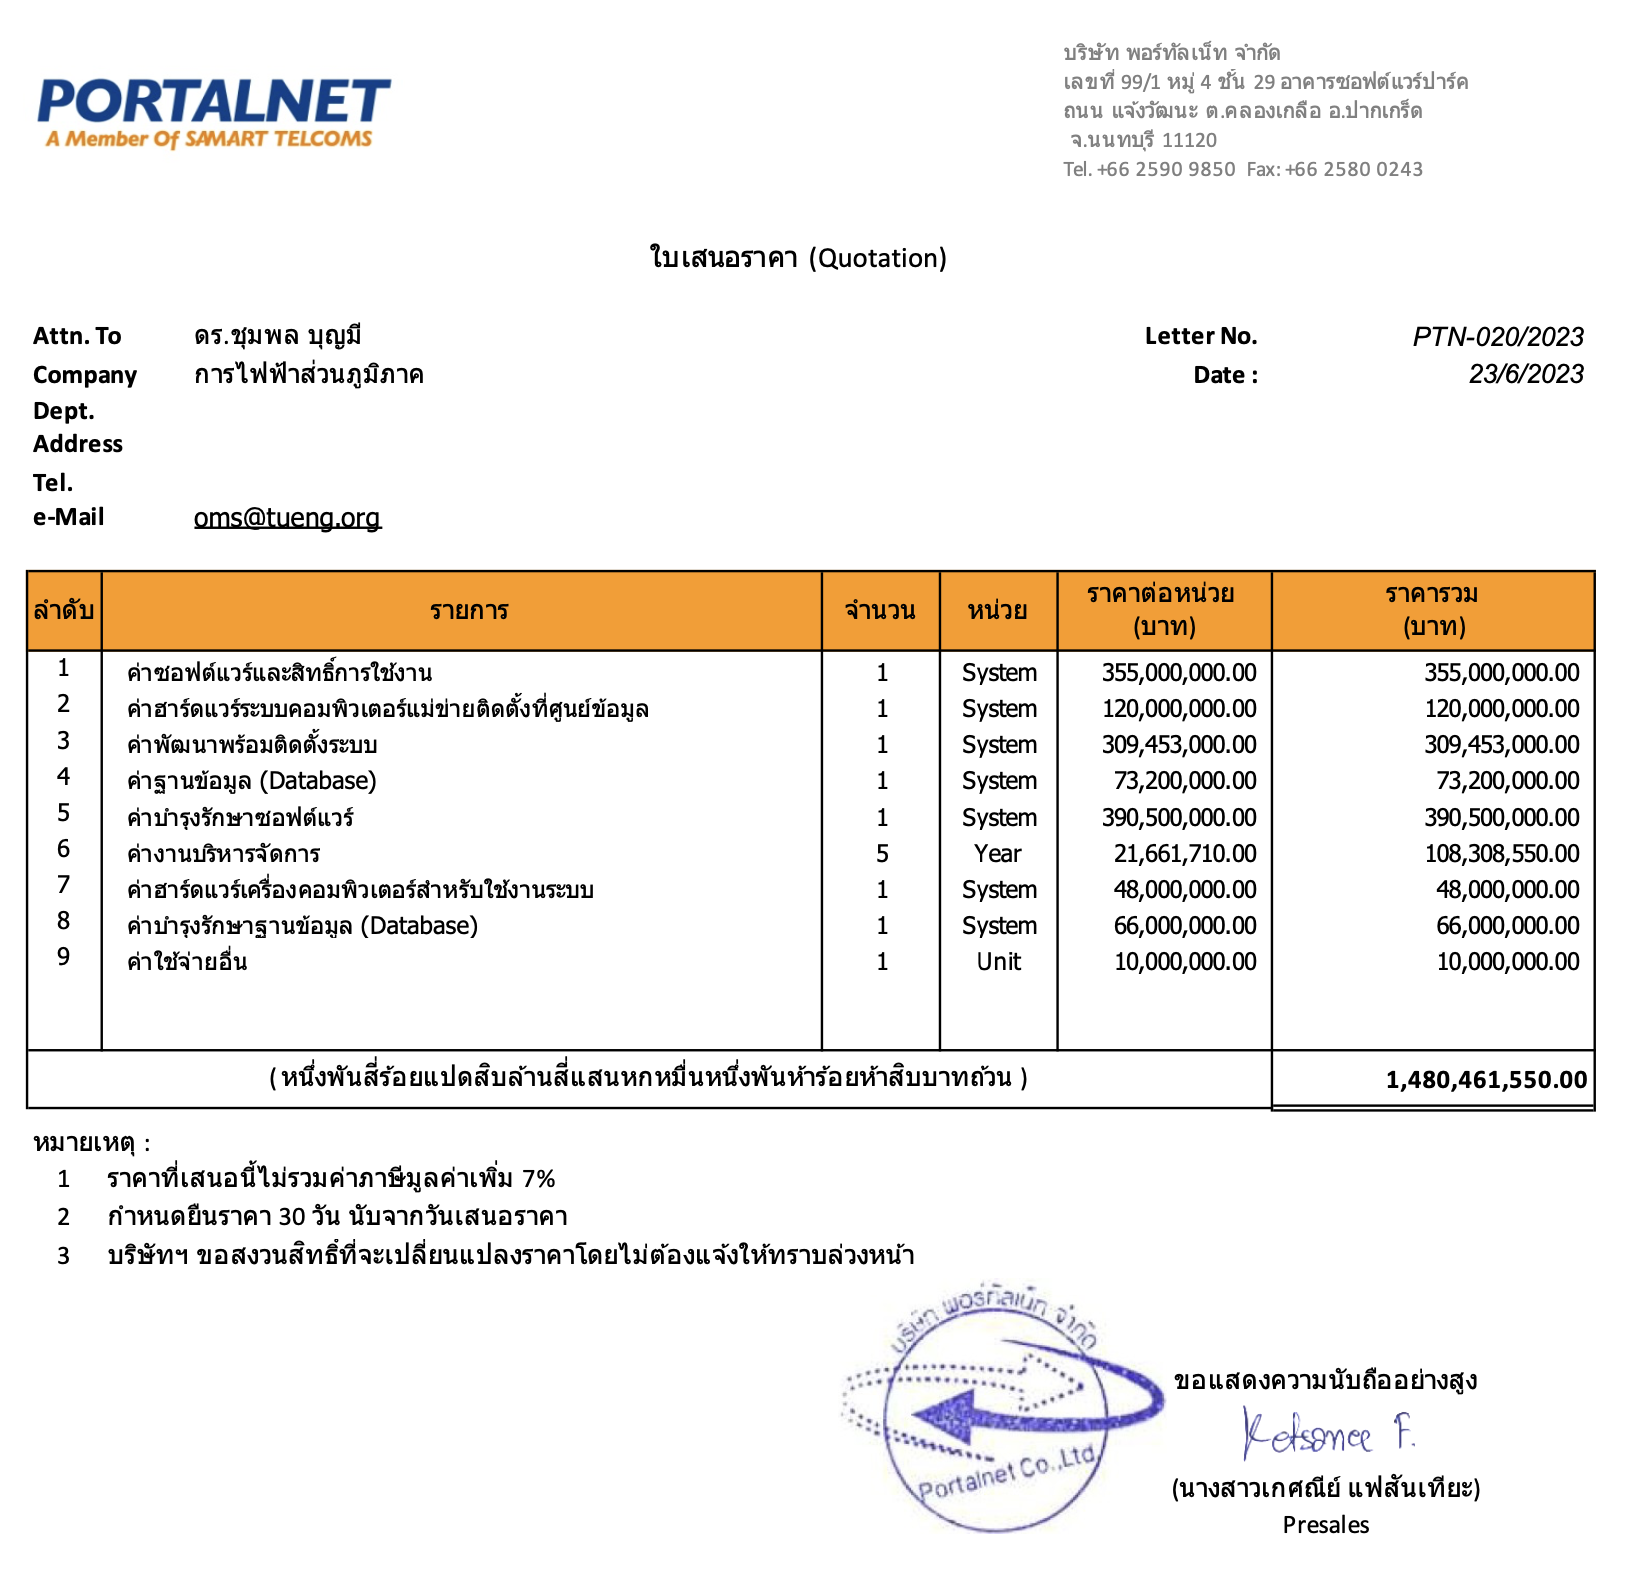 PORTALNET
A Member Of SAMART TELCOMS
บริษัท พอร์ทัลเน็ท จำกัด
เลขที่ 99/1 หมู่ 4 ชั้น 29 อาคารซอฟต์แวร์ปาร์ค
ถนน แจ้งวัฒนะ ต.คลองเกลือ อ.ปากเกร็ด
จ.นนทบุรี 11120
Tel. +66 2590 9850 Fax: +66 2580 0243
ใบเสนอราคา (Quotation)
Attn. To ดร.ชุมพล บุญมี Letter No. PTN-020/2023
Company การไฟฟ้าส่วนภูมิภาค Date : 23/6/2023
Dept.
Address
Tel.
e-Mail oms@tueng.org
ลำดับ รายการ จำนวน หน่วย ราคาต่อหน่วย (บาท) ราคารวม (บาท)
1 ค่าซอฟต์แวร์และสิทธิ์การใช้งาน 1 System 355,000,000.00 355,000,000.00
2 ค่าฮาร์ดแวร์ระบบคอมพิวเตอร์แม่ข่ายติดตั้งที่ศูนย์ข้อมูล 1 System 120,000,000.00 120,000,000.00
3 ค่าพัฒนาพร้อมติดตั้งระบบ 1 System 309,453,000.00 309,453,000.00
4 ค่าฐานข้อมูล (Database) 1 System 73,200,000.00 73,200,000.00
5 ค่าบำรุงรักษาซอฟต์แวร์ 1 System 390,500,000.00 390,500,000.00
6 ค่างานบริหารจัดการ 5 Year 21,661,710.00 108,308,550.00
7 ค่าฮาร์ดแวร์เครื่องคอมพิวเตอร์สำหรับใช้งานระบบ 1 System 48,000,000.00 48,000,000.00
8 ค่าบำรุงรักษาฐานข้อมูล (Database) 1 System 66,000,000.00 66,000,000.00
9 ค่าใช้จ่ายอื่น 1 Unit 10,000,000.00 10,000,000.00
( หนึ่งพันสี่ร้อยแปดสิบล้านสี่แสนหกหมื่นหนึ่งพันห้าร้อยห้าสิบบาทถ้วน ) 1,480,461,550.00
หมายเหตุ :
1 ราคาที่เสนอนี้ไม่รวมค่าภาษีมูลค่าเพิ่ม 7%
2 กำหนดยืนราคา 30 วัน นับจากวันเสนอราคา
3 บริษัทฯ ขอสงวนสิทธิ์ที่จะเปลี่ยนแปลงราคาโดยไม่ต้องแจ้งให้ทราบล่วงหน้า
บริษัท พอร์ทัลเน็ท จำกัด
Portalnet Co.,Ltd.
ขอแสดงความนับถืออย่างสูง
Ketsanee F.
(นางสาวเกศณีย์ แฟสันเทียะ)
Presales